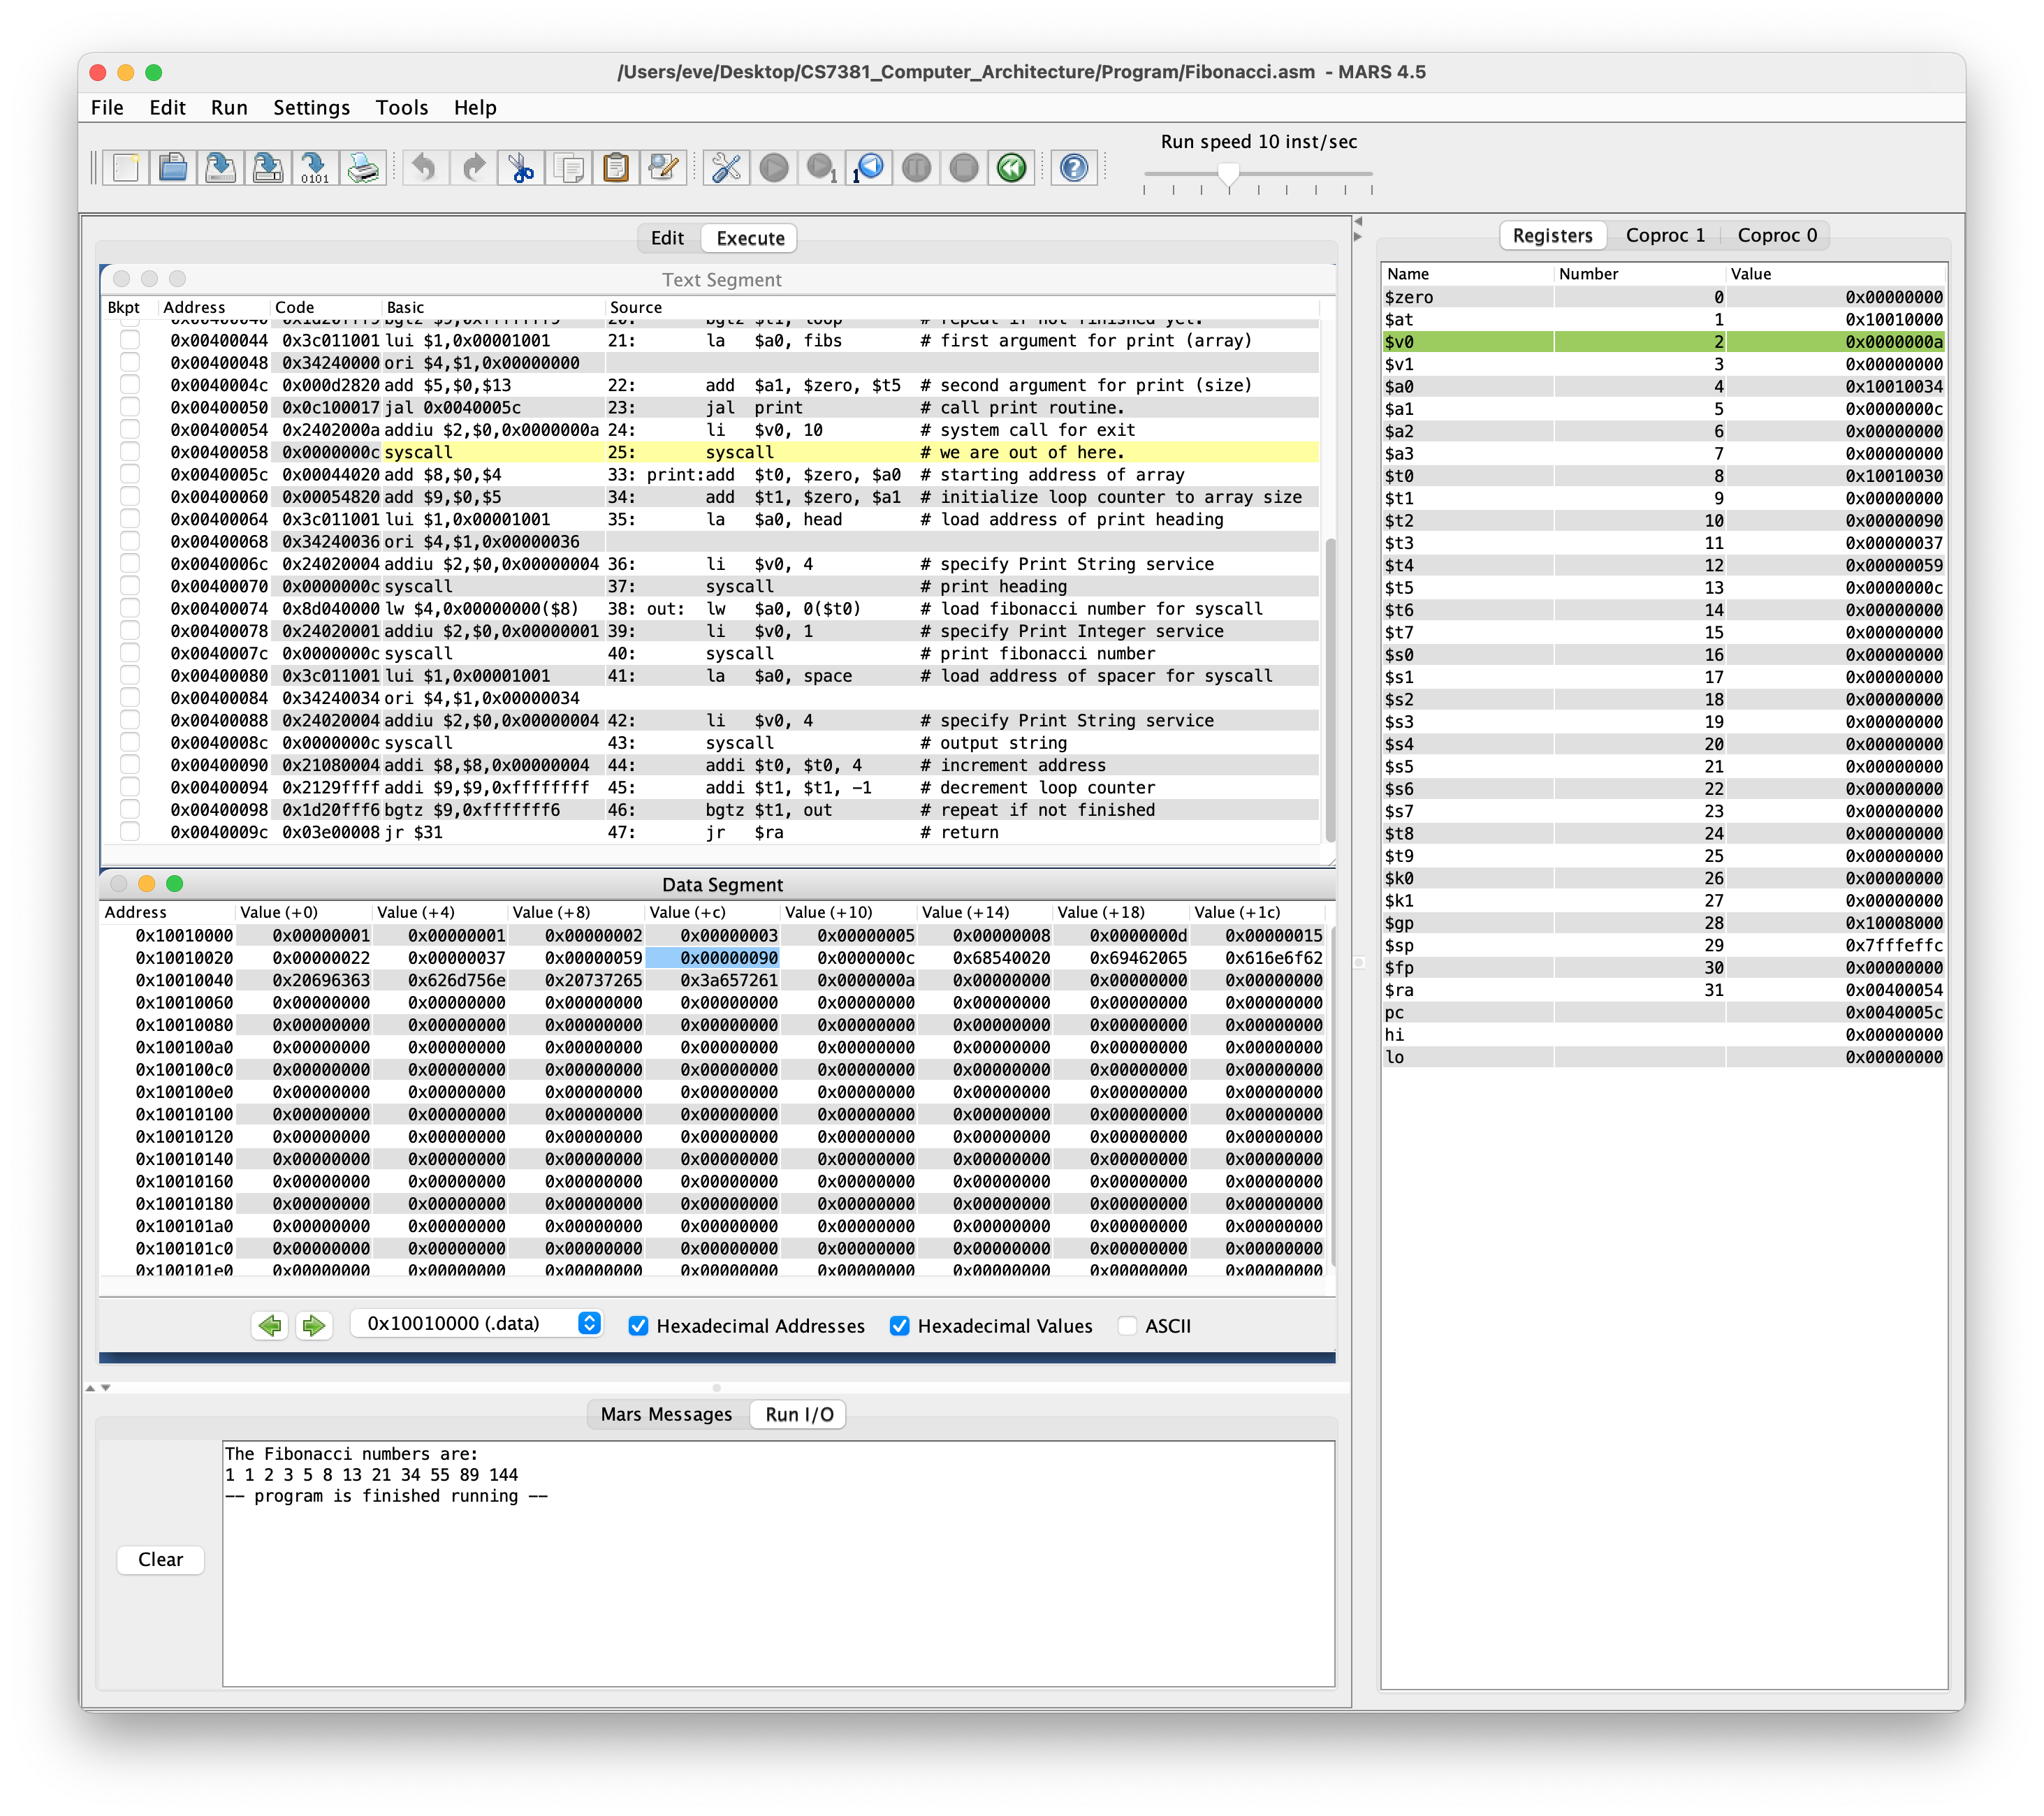 /Users/eve/Desktop/CS7381_Computer_Architecture/Program/Fibonacci.asm - MARS 4.5
File Edit Run Settings Tools Help
Run speed 10 inst/sec
0101
1
1
Edit Execute
Text Segment
Bkpt Address Code Basic Source
0x00400044 0x3c011001 lui $1,0x00001001 21: la $a0, fibs # first argument for print (array)
0x00400048 0x34240000 ori $4,$1,0x00000000
0x0040004c 0x000d2820 add $5,$0,$13 22: add $a1, $zero, $t5 # second argument for print (size)
0x00400050 0x0c100017 jal 0x0040005c 23: jal print # call print routine.
0x00400054 0x2402000a addiu $2,$0,0x0000000a 24: li $v0, 10 # system call for exit
0x00400058 0x0000000c syscall 25: syscall # we are out of here.
0x0040005c 0x00044020 add $8,$0,$4 33: print:add $t0, $zero, $a0 # starting address of array
0x00400060 0x00054820 add $9,$0,$5 34: add $t1, $zero, $a1 # initialize loop counter to array size
0x00400064 0x3c011001 lui $1,0x00001001 35: la $a0, head # load address of print heading
0x00400068 0x34240036 ori $4,$1,0x00000036
0x0040006c 0x24020004 addiu $2,$0,0x00000004 36: li $v0, 4 # specify Print String service
0x00400070 0x0000000c syscall 37: syscall # print heading
0x00400074 0x8d040000 lw $4,0x00000000($8) 38: out: lw $a0, 0($t0) # load fibonacci number for syscall
0x00400078 0x24020001 addiu $2,$0,0x00000001 39: li $v0, 1 # specify Print Integer service
0x0040007c 0x0000000c syscall 40: syscall # print fibonacci number
0x00400080 0x3c011001 lui $1,0x00001001 41: la $a0, space # load address of spacer for syscall
0x00400084 0x34240034 ori $4,$1,0x00000034
0x00400088 0x24020004 addiu $2,$0,0x00000004 42: li $v0, 4 # specify Print String service
0x0040008c 0x0000000c syscall 43: syscall # output string
0x00400090 0x21080004 addi $8,$8,0x00000004 44: addi $t0, $t0, 4 # increment address
0x00400094 0x2129ffff addi $9,$9,0xffffffff 45: addi $t1, $t1, -1 # decrement loop counter
0x00400098 0x1d20fff6 bgtz $9,0xfffffff6 46: bgtz $t1, out # repeat if not finished
0x0040009c 0x03e00008 jr $31 47: jr $ra # return
Data Segment
Address Value (+0) Value (+4) Value (+8) Value (+c) Value (+10) Value (+14) Value (+18) Value (+1c)
0x10010000 0x00000001 0x00000001 0x00000002 0x00000003 0x00000005 0x00000008 0x0000000d 0x00000015
0x10010020 0x00000022 0x00000037 0x00000059 0x00000090 0x0000000c 0x68540020 0x69462065 0x616e6f62
0x10010040 0x20696363 0x626d756e 0x20737265 0x3a657261 0x0000000a 0x00000000 0x00000000 0x00000000
0x10010060 0x00000000 0x00000000 0x00000000 0x00000000 0x00000000 0x00000000 0x00000000 0x00000000
0x10010080 0x00000000 0x00000000 0x00000000 0x00000000 0x00000000 0x00000000 0x00000000 0x00000000
0x100100a0 0x00000000 0x00000000 0x00000000 0x00000000 0x00000000 0x00000000 0x00000000 0x00000000
0x100100c0 0x00000000 0x00000000 0x00000000 0x00000000 0x00000000 0x00000000 0x00000000 0x00000000
0x100100e0 0x00000000 0x00000000 0x00000000 0x00000000 0x00000000 0x00000000 0x00000000 0x00000000
0x10010100 0x00000000 0x00000000 0x00000000 0x00000000 0x00000000 0x00000000 0x00000000 0x00000000
0x10010120 0x00000000 0x00000000 0x00000000 0x00000000 0x00000000 0x00000000 0x00000000 0x00000000
0x10010140 0x00000000 0x00000000 0x00000000 0x00000000 0x00000000 0x00000000 0x00000000 0x00000000
0x10010160 0x00000000 0x00000000 0x00000000 0x00000000 0x00000000 0x00000000 0x00000000 0x00000000
0x10010180 0x00000000 0x00000000 0x00000000 0x00000000 0x00000000 0x00000000 0x00000000 0x00000000
0x100101a0 0x00000000 0x00000000 0x00000000 0x00000000 0x00000000 0x00000000 0x00000000 0x00000000
0x100101c0 0x00000000 0x00000000 0x00000000 0x00000000 0x00000000 0x00000000 0x00000000 0x00000000
0x100101e0 0x00000000 0x00000000 0x00000000 0x00000000 0x00000000 0x00000000 0x00000000 0x00000000
0x10010000 (.data) Hexadecimal Addresses Hexadecimal Values ASCII
Mars Messages Run I/O
The Fibonacci numbers are:
1 1 2 3 5 8 13 21 34 55 89 144
-- program is finished running --
Clear
Registers Coproc 1 Coproc 0
Name Number Value
$zero 0 0x00000000
$at 1 0x10010000
$v0 2 0x0000000a
$v1 3 0x00000000
$a0 4 0x10010034
$a1 5 0x0000000c
$a2 6 0x00000000
$a3 7 0x00000000
$t0 8 0x10010030
$t1 9 0x00000000
$t2 10 0x00000090
$t3 11 0x00000037
$t4 12 0x00000059
$t5 13 0x0000000c
$t6 14 0x00000000
$t7 15 0x00000000
$s0 16 0x00000000
$s1 17 0x00000000
$s2 18 0x00000000
$s3 19 0x00000000
$s4 20 0x00000000
$s5 21 0x00000000
$s6 22 0x00000000
$s7 23 0x00000000
$t8 24 0x00000000
$t9 25 0x00000000
$k0 26 0x00000000
$k1 27 0x00000000
$gp 28 0x10008000
$sp 29 0x7fffeffc
$fp 30 0x00000000
$ra 31 0x00400054
pc 0x0040005c
hi 0x00000000
lo 0x00000000